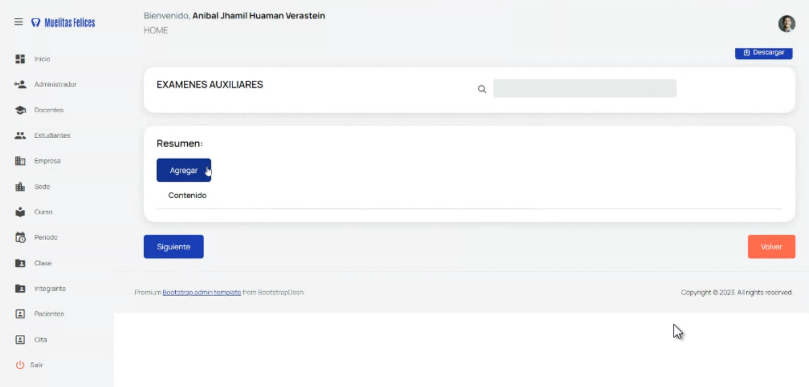 Muelitas Felices
Bienvenido, Anibal Jhamil Huaman Verastein
HOME
Inicio
Administrador
Docentes
Estudiantes
Empresa
Sede
Curso
Periodo
Clase
Integrante
Pacientes
Cita
Salir
Descargar
EXAMENES AUXILIARES
Resumen:
Agregar
Contenido
Siguiente
Volver
Premium Bootstrap admin template from BootstrapDash.
Copyright © 2023. All rights reserved.